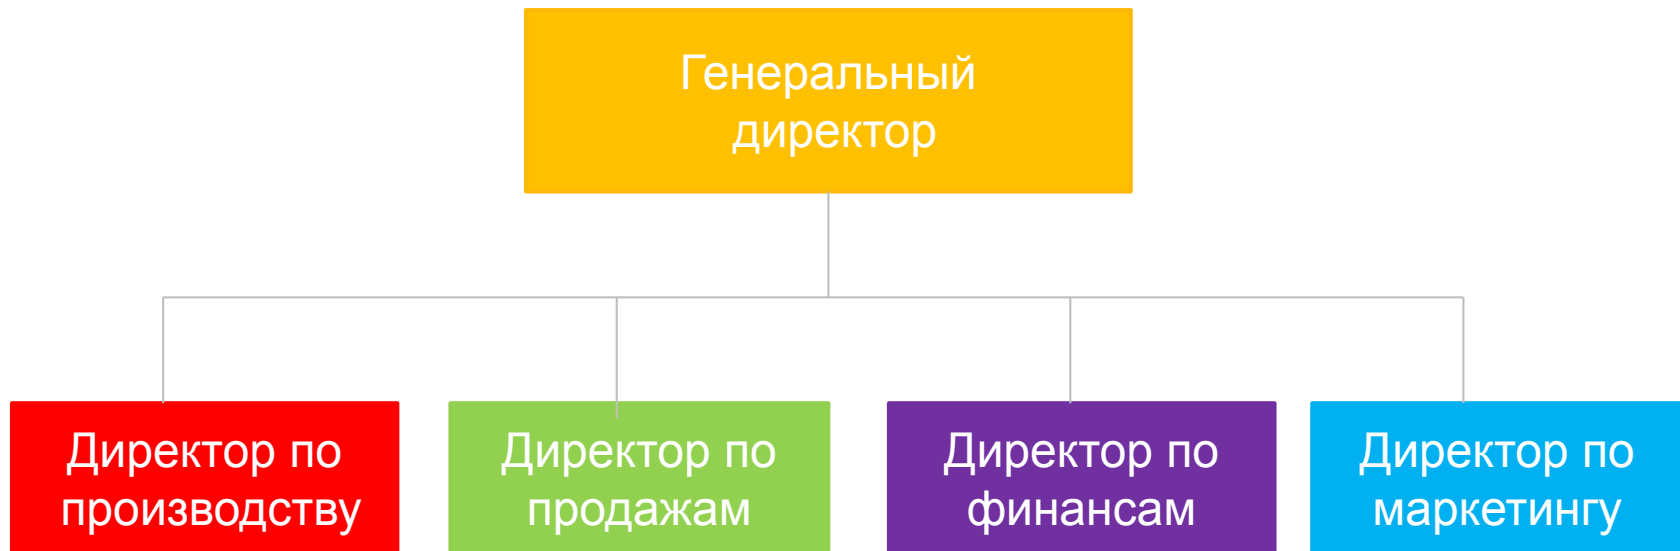 Генеральный
директор
Директор по
производству
Директор по
продажам
Директор по
финансам
Директор по
маркетингу